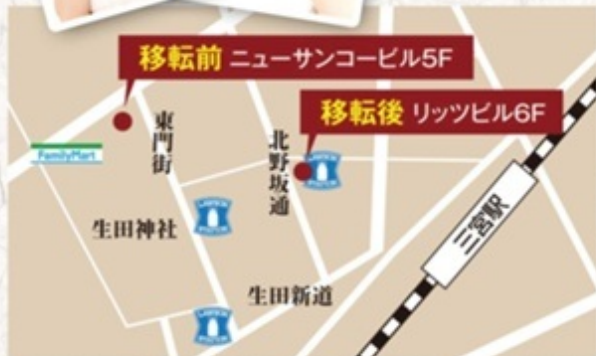 移転前 ニューサンコービル5F
移転後 リッツビル6F
東門街
北野坂通
FamilyMart
生田神社
生田新道
三宮駅
LAWSON
LAWSON
LAWSON